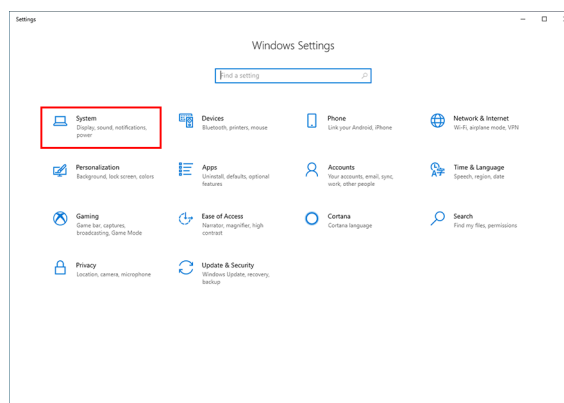 Settings
Windows Settings
Find a setting
System
Display, sound, notifications,
power
Devices
Bluetooth, printers, mouse
Phone
Link your Android, iPhone
Network & Internet
Wi-Fi, airplane mode, VPN
Personalization
Background, lock screen, colors
Apps
Uninstall, defaults, optional
features
Accounts
Your accounts, email, sync,
work, other people
Time & Language
Speech, region, date
Gaming
Game bar, captures,
broadcasting, Game Mode
Ease of Access
Narrator, magnifier, high
contrast
Cortana
Cortana language
Search
Find my files, permissions
Privacy
Location, camera, microphone
Update & Security
Windows Update, recovery,
backup